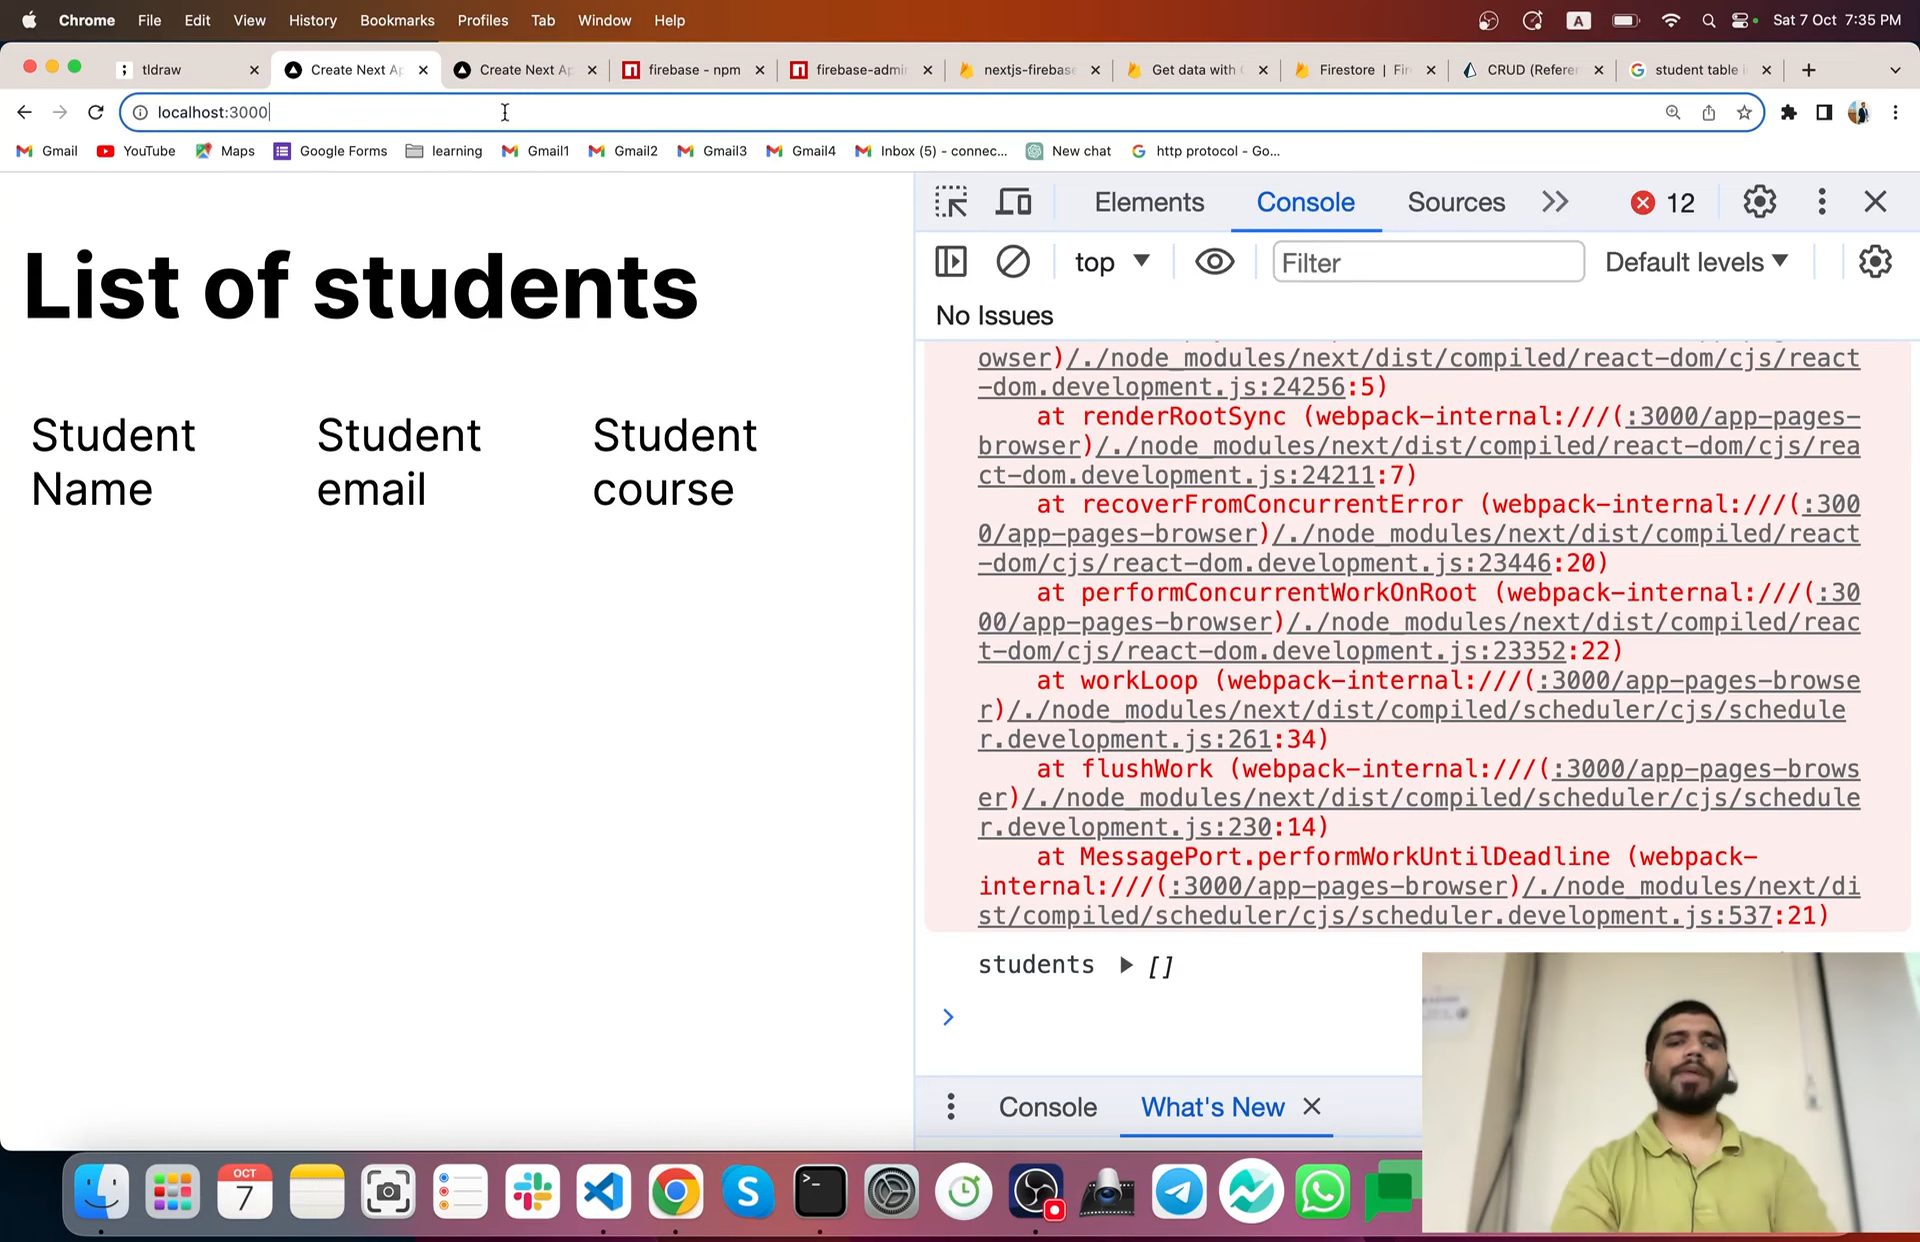 Chrome File Edit View History Bookmarks Profiles Tab Window Help A Sat 7 Oct 7:35 PM
tldraw Create Next Ap Create Next Ap firebase - npm firebase-admi nextjs-firebase Get data with Firestore | Fir CRUD (Refere student table i
localhost:3000
Gmail YouTube Maps Google Forms learning Gmail1 Gmail2 Gmail3 Gmail4 Inbox (5) - connec... New chat http protocol - Go...
Elements Console Sources 12
top Filter Default levels
No Issues
List of students
Student Name
Student email
Student course
owser)/./node_modules/next/dist/compiled/react-dom/cjs/react
-dom.development.js:24256:5)
at renderRootSync (webpack-internal:///(:3000/app-pages-
browser)/./node_modules/next/dist/compiled/react-dom/cjs/rea
ct-dom.development.js:24211:7)
at recoverFromConcurrentError (webpack-internal:///(:300
0/app-pages-browser)/./node_modules/next/dist/compiled/react
-dom/cjs/react-dom.development.js:23446:20)
at performConcurrentWorkOnRoot (webpack-internal:///(:30
00/app-pages-browser)/./node_modules/next/dist/compiled/reac
t-dom/cjs/react-dom.development.js:23352:22)
at workLoop (webpack-internal:///(:3000/app-pages-browse
r)/./node_modules/next/dist/compiled/scheduler/cjs/schedule
r.development.js:261:34)
at flushWork (webpack-internal:///(:3000/app-pages-brows
er)/./node_modules/next/dist/compiled/scheduler/cjs/schedule
r.development.js:230:14)
at MessagePort.performWorkUntilDeadline (webpack-
internal:///(:3000/app-pages-browser)/./node_modules/next/di
st/compiled/scheduler/cjs/scheduler.development.js:537:21)
students []
Console What's New
OCT
7